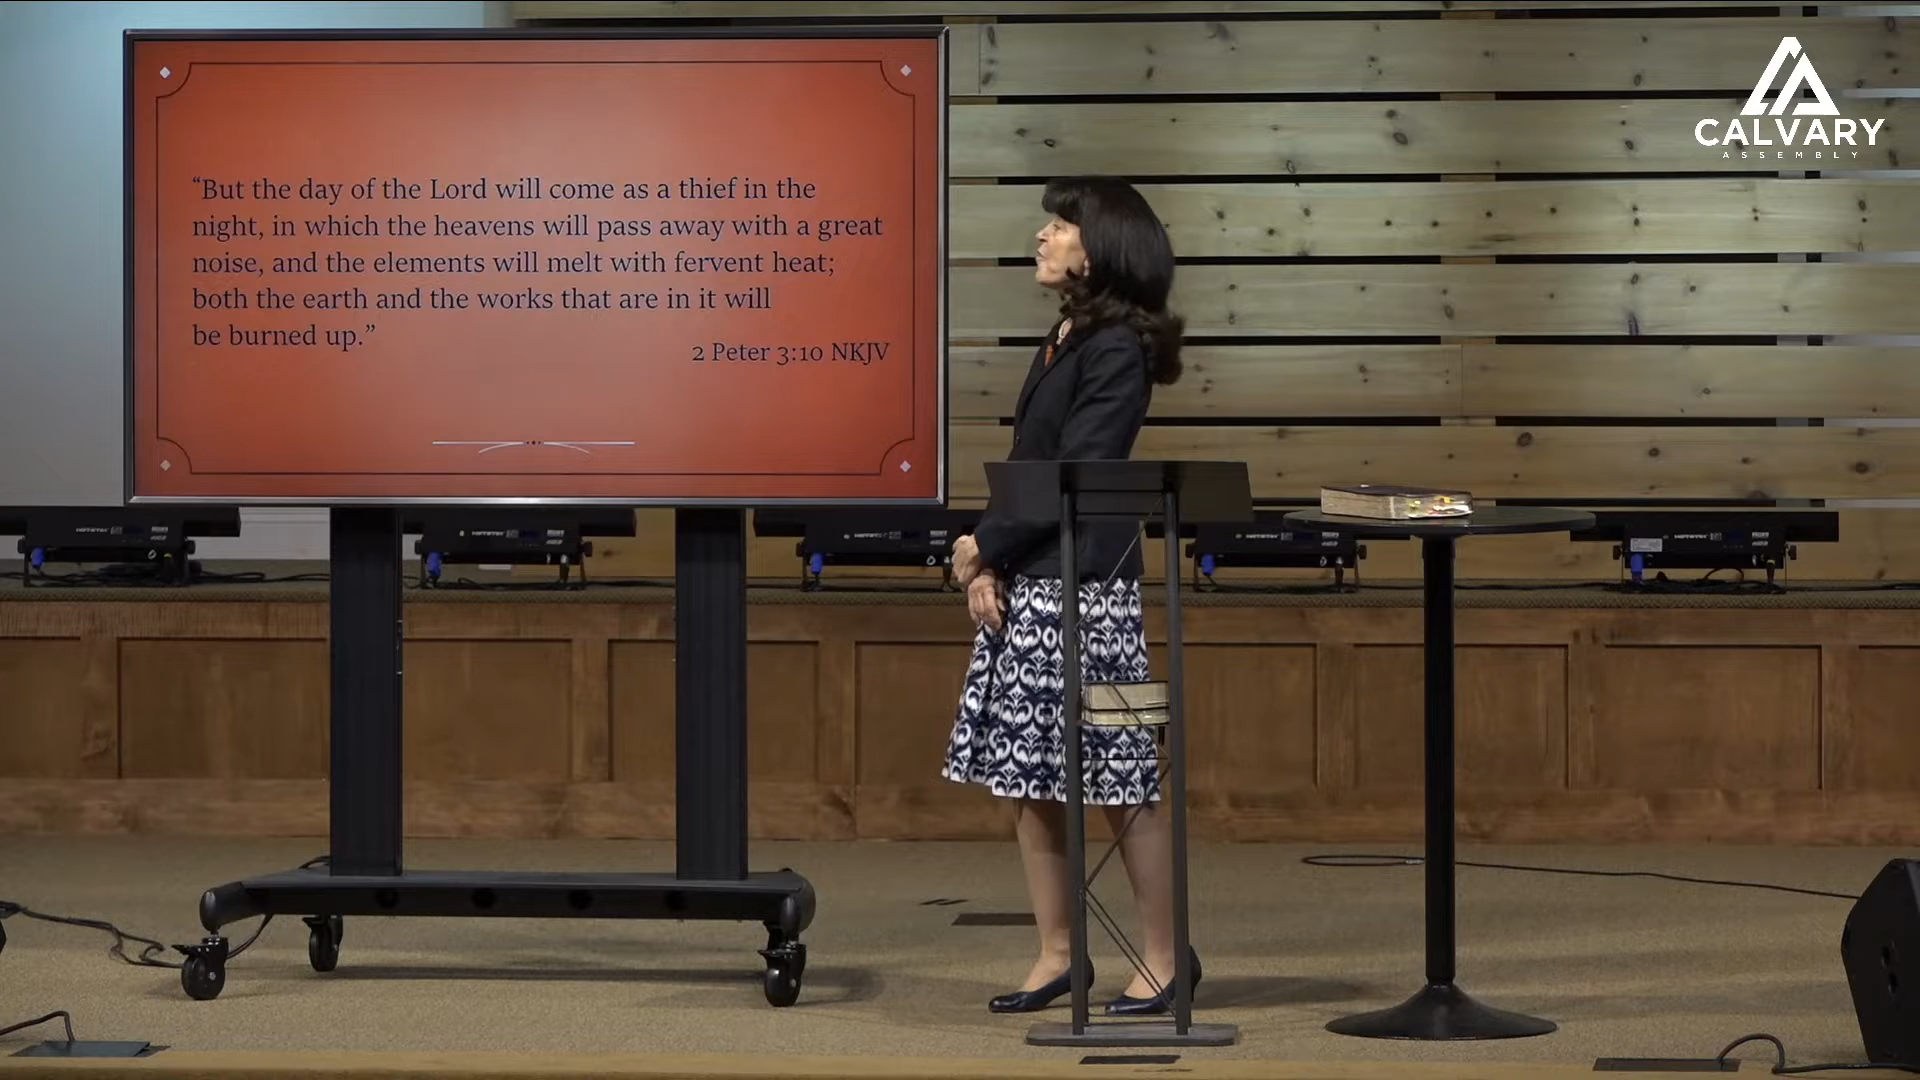 “But the day of the Lord will come as a thief in the
night, in which the heavens will pass away with a great
noise, and the elements will melt with fervent heat;
both the earth and the works that are in it will
be burned up.”
2 Peter 3:10 NKJV
CALVARY
ASSEMBLY